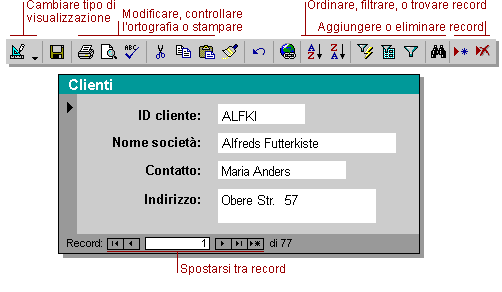 Cambiare tipo di
visualizzazione
Modificare, controllare
l'ortografia o stampare
Ordinare, filtrare, o trovare record
Aggiungere o eliminare record
ABC
A
Z
Z
A
Clienti
ID cliente: ALFKI
Nome società: Alfreds Futterkiste
Contatto: Maria Anders
Indirizzo: Obere Str. 57
Record: 1 di 77
Spostarsi tra record